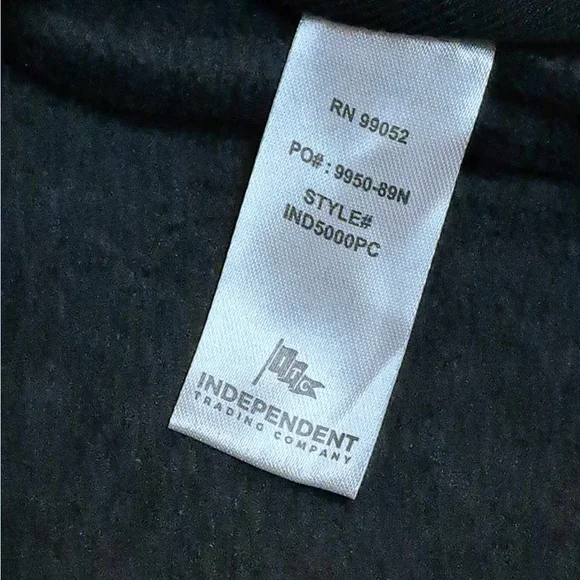 RN 99052
PO#: 9950-89N
STYLE#
IND5000PC
INDEPENDENT
TRADING COMPANY